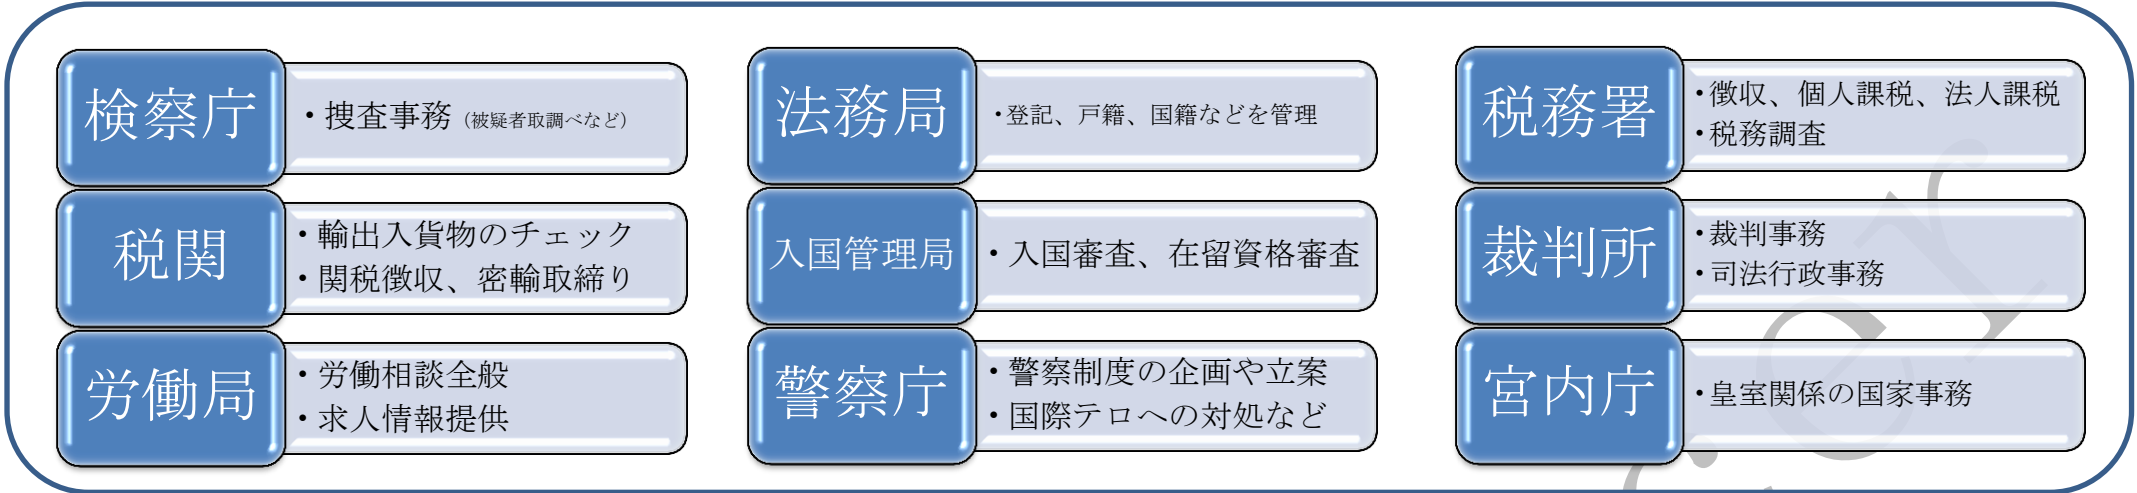 検察庁
・捜査事務（被疑者取調べなど）
税関
・輸出入貨物のチェック
・関税徴収、密輸取締り
労働局
・労働相談全般
・求人情報提供
法務局
・登記、戸籍、国籍などを管理
入国管理局
・入国審査、在留資格審査
警察庁
・警察制度の企画や立案
・国際テロへの対処など
税務署
・徴収、個人課税、法人課税
・税務調査
裁判所
・裁判事務
・司法行政事務
宮内庁
・皇室関係の国家事務